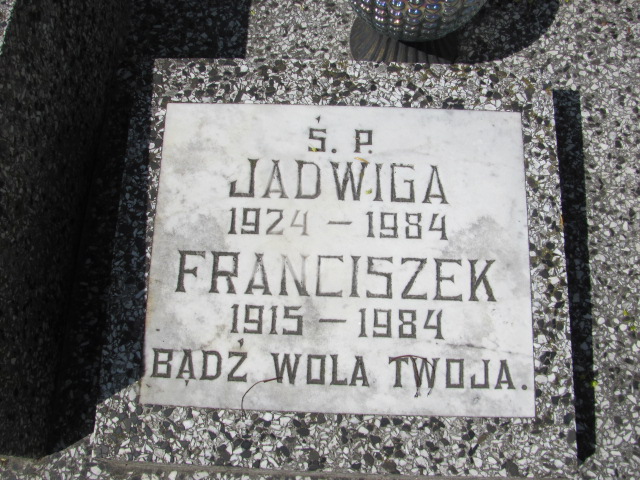 Ś. P.
JADWIGA
1924 – 1984
FRANCISZEK
1915 – 1984
BĄDŹ WOLA TWOJA.